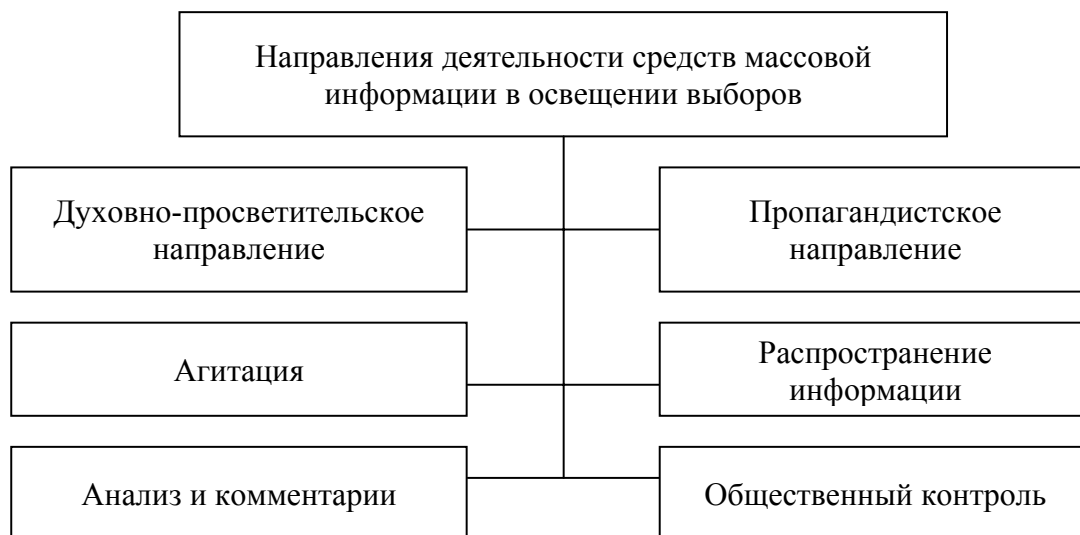 Направления деятельности средств массовой
информации в освещении выборов
Духовно-просветительское
направление
Пропагандистское
направление
Агитация
Распространение
информации
Анализ и комментарии
Общественный контроль